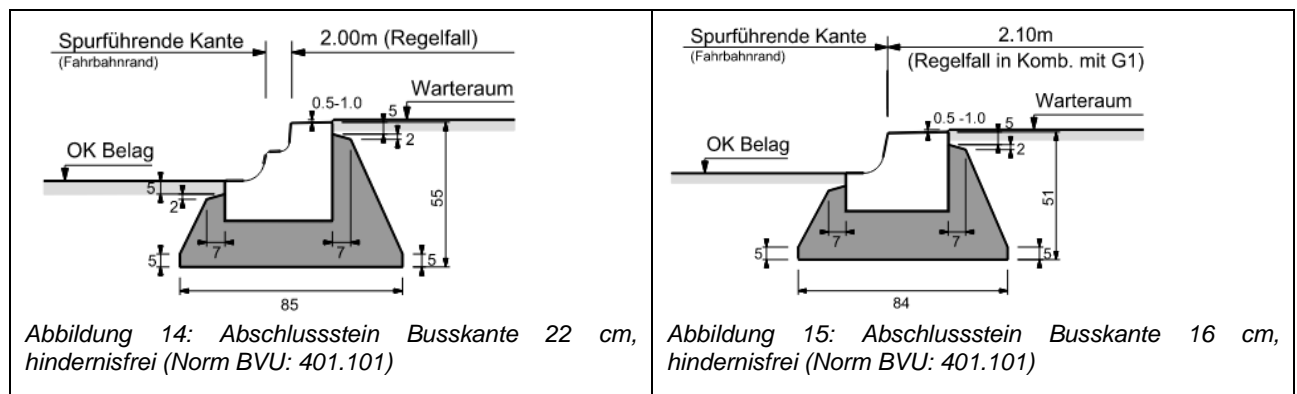 Spurführende Kante
(Fahrbahnrand)
2.00m (Regelfall)
Warteraum
0.5-1.0
5
2
OK Belag
5
2
55
7
7
5
5
85
Abbildung 14: Abschlussstein Busskante 22 cm,
hindernisfrei (Norm BVU: 401.101)
Spurführende Kante
(Fahrbahnrand)
2.10m
(Regelfall in Komb. mit G1)
Warteraum
0.5 -1.0
5
2
OK Belag
51
7
7
5
5
84
Abbildung 15: Abschlussstein Busskante 16 cm,
hindernisfrei (Norm BVU: 401.101)